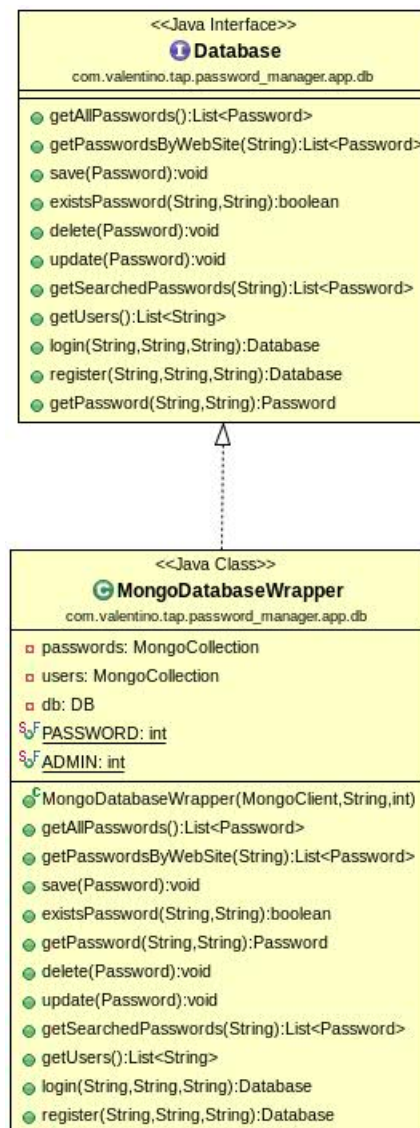 <<Java Interface>>
I Database
com.valentino.tap.password_manager.app.db
getAllPasswords():List<Password>
getPasswordsByWebSite(String):List<Password>
save(Password):void
existsPassword(String,String):boolean
delete(Password):void
update(Password):void
getSearchedPasswords(String):List<Password>
getUsers():List<String>
login(String,String,String):Database
register(String,String,String):Database
getPassword(String,String):Password
<<Java Class>>
C MongoDatabaseWrapper
com.valentino.tap.password_manager.app.db
passwords: MongoCollection
users: MongoCollection
db: DB
S F PASSWORD: int
S F ADMIN: int
C MongoDatabaseWrapper(MongoClient,String,int)
getAllPasswords():List<Password>
getPasswordsByWebSite(String):List<Password>
save(Password):void
existsPassword(String,String):boolean
getPassword(String,String):Password
delete(Password):void
update(Password):void
getSearchedPasswords(String):List<Password>
getUsers():List<String>
login(String,String,String):Database
register(String,String,String):Database